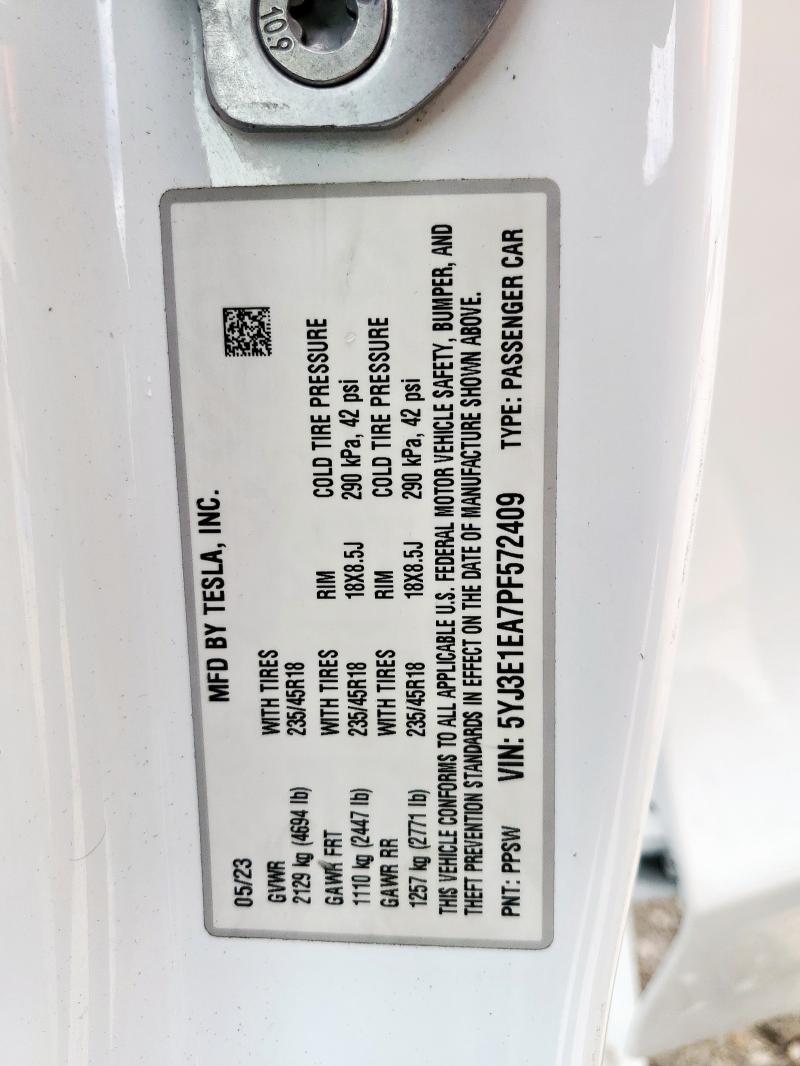 10.9
MFD BY TESLA, INC.
05/23
GVWR WITH TIRES
2129 kg (4694 lb) 235/45R18
GAWR FRT WITH TIRES RIM COLD TIRE PRESSURE
1110 kg (2447 lb) 235/45R18 18X8.5J 290 kPa, 42 psi
GAWR RR WITH TIRES RIM COLD TIRE PRESSURE
1257 kg (2771 lb) 235/45R18 18X8.5J 290 kPa, 42 psi
THIS VEHICLE CONFORMS TO ALL APPLICABLE U.S. FEDERAL MOTOR VEHICLE SAFETY, BUMPER, AND
THEFT PREVENTION STANDARDS IN EFFECT ON THE DATE OF MANUFACTURE SHOWN ABOVE.
PNT: PPSW VIN: 5YJ3E1EA7PF572409 TYPE: PASSENGER CAR